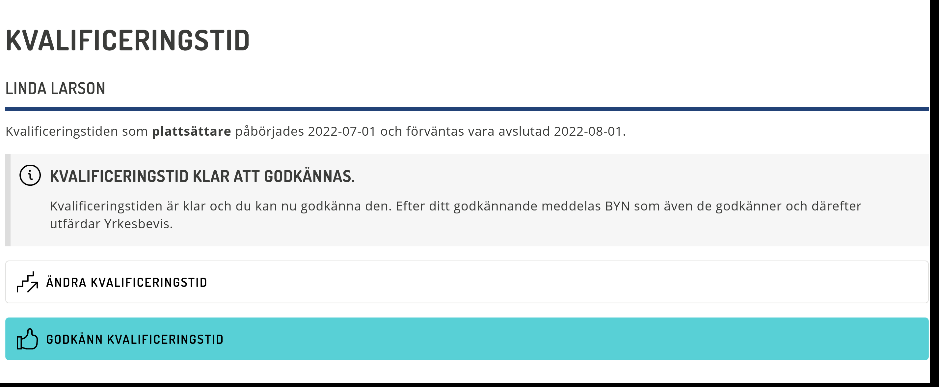 KVALIFICERINGSTID
LINDA LARSON
Kvalificeringstiden som plattsättare påbörjades 2022-07-01 och förväntas vara avslutad 2022-08-01.
KVALIFICERINGSTID KLAR ATT GODKÄNNAS.
Kvalificeringstiden är klar och du kan nu godkänna den. Efter ditt godkännande meddelas BYN som även de godkänner och därefter
utfärdar Yrkesbevis.
ÄNDRA KVALIFICERINGSTID
GODKÄNN KVALIFICERINGSTID